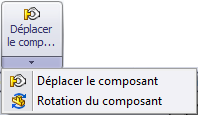 Déplacer
le comp...
Déplacer le composant
Rotation du composant